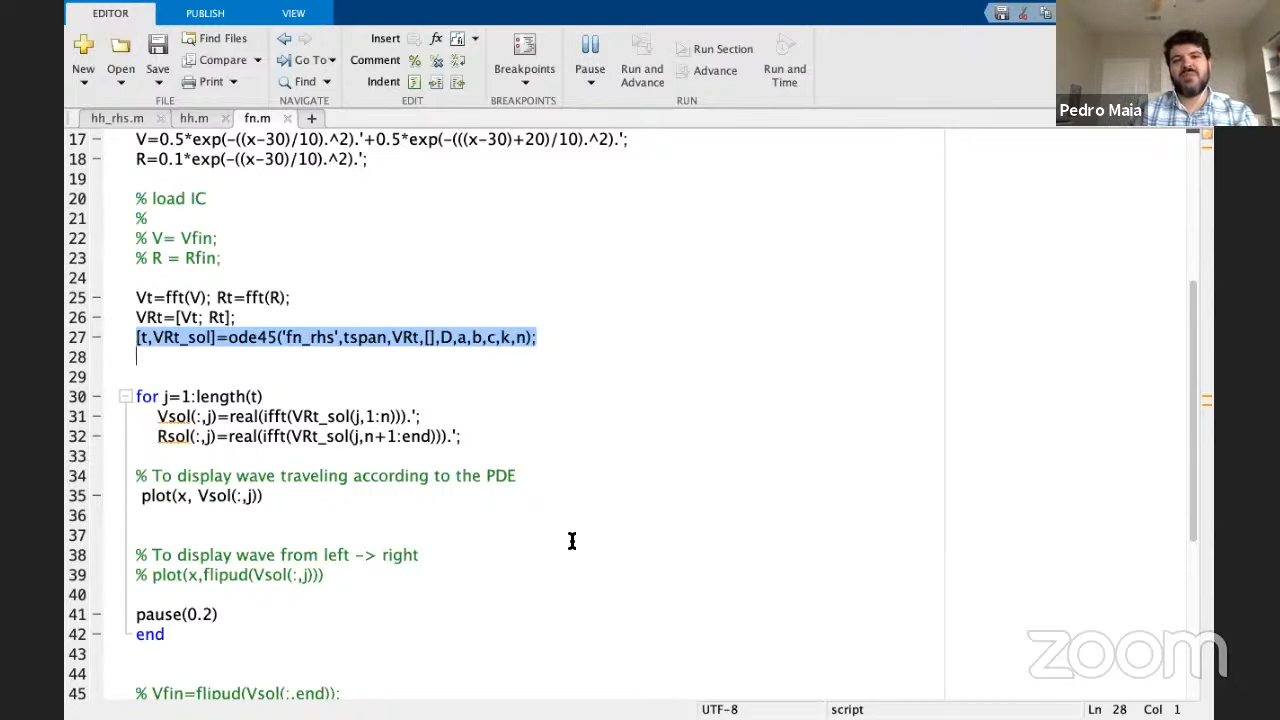 EDITOR PUBLISH VIEW
New Open Save Find Files Compare Print
Insert fx Comment Indent
Go To Find
Breakpoints Pause Run and Advance Run Section Advance Run and Time
FILE NAVIGATE EDIT BREAKPOINTS RUN
Pedro Maia
hh_rhs.m hh.m fn.m
17 V=0.5*exp(-((x-30)/10).^2).'+0.5*exp(-(((x-30)+20)/10).^2).';
18 R=0.1*exp(-((x-30)/10).^2).';
19
20 % load IC
21 %
22 % V= Vfin;
23 % R = Rfin;
24
25 Vt=fft(V); Rt=fft(R);
26 VRt=[Vt; Rt];
27 [t,VRt_sol]=ode45('fn_rhs',tspan,VRt,[],D,a,b,c,k,n);
28
29
30 for j=1:length(t)
31 Vsol(:,j)=real(ifft(VRt_sol(j,1:n))).';
32 Rsol(:,j)=real(ifft(VRt_sol(j,n+1:end))).';
33
34 % To display wave traveling according to the PDE
35 plot(x, Vsol(:,j))
36
37
38 % To display wave from left -> right
39 % plot(x,flipud(Vsol(:,j)))
40
41 pause(0.2)
42 end
43
44
45 % Vfin=flipud(Vsol(:,end));
zoom
UTF-8 script Ln 28 Col 1